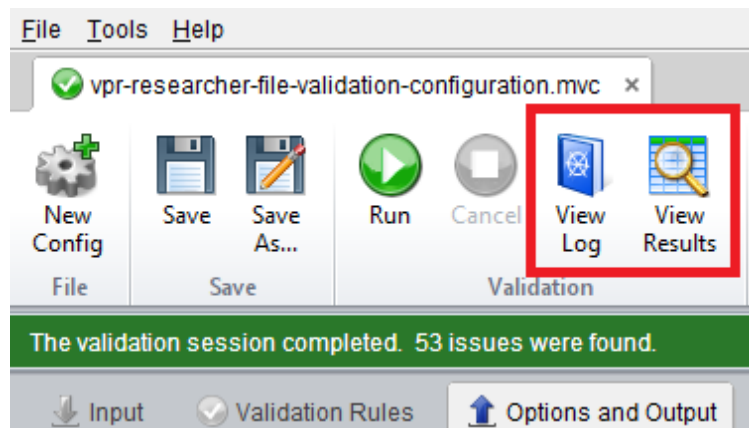 File Tools Help
vpr-researcher-file-validation-configuration.mvc ×
New Config
Save
Save As...
Run
Cancel
View Log
View Results
File
Save
Validation
The validation session completed. 53 issues were found.
Input
Validation Rules
Options and Output